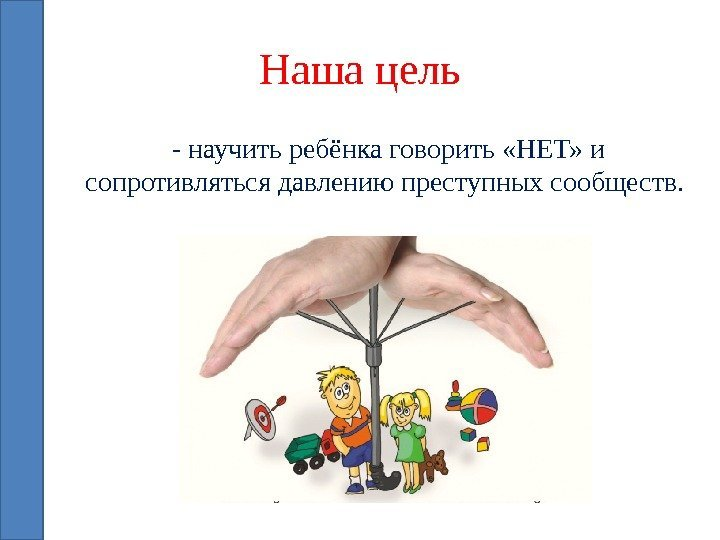 Наша цель
- научить ребёнка говорить «НЕТ» и
сопротивляться давлению преступных сообществ.